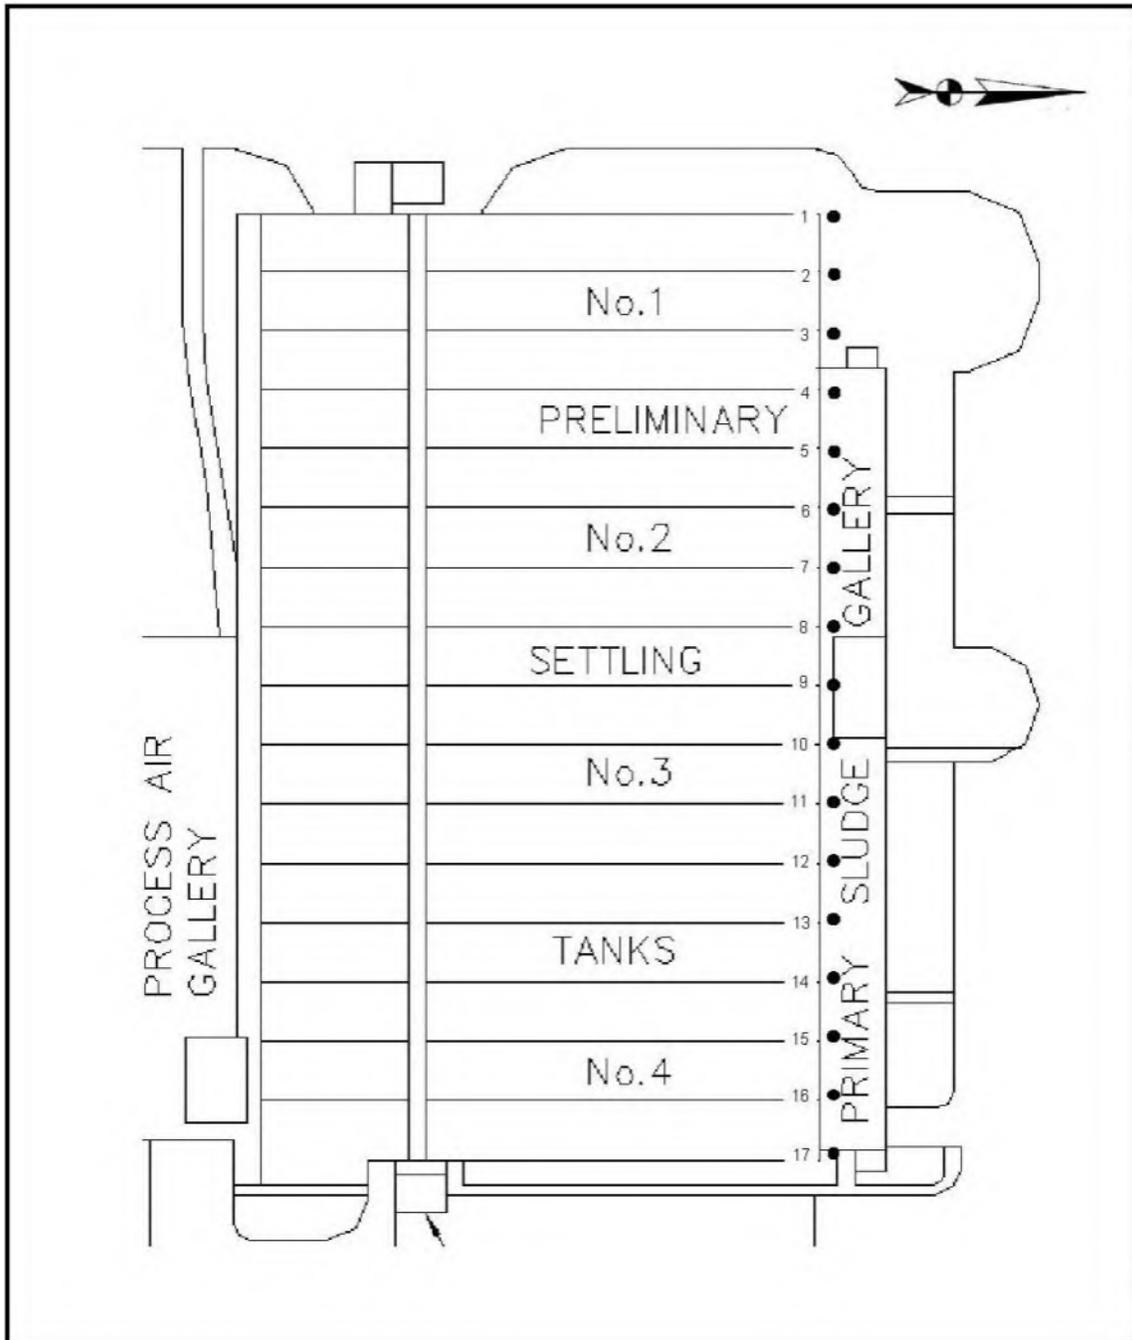 1
2
No.1
3
4
PRELIMINARY
5
6
No.2
7
8
SETTLING
9
10
No.3
11
12
13
TANKS
14
15
No.4
16
17
PROCESS AIR
GALLERY
PRIMARY SLUDGE GALLERY